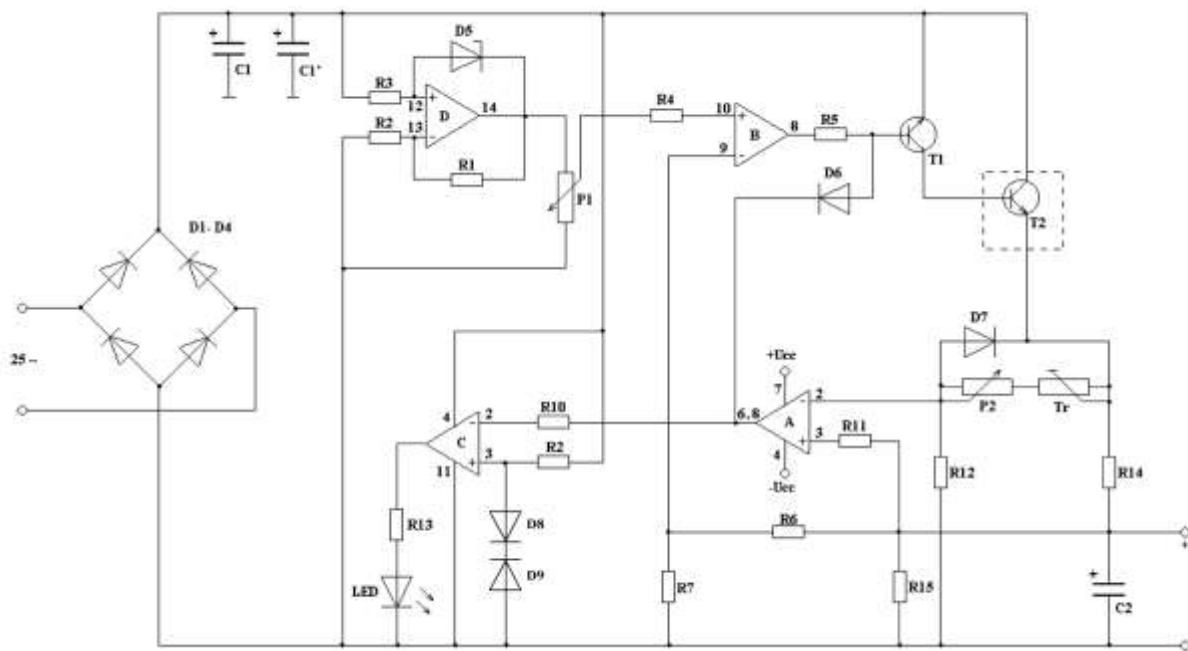 D5
C1
C1'
R3
12
+
D
14
R4
10
+
B
8
R5
R2
13
-
9
T1
R1
D6
P1
T2
D1- D4
D7
+Ucc
25 ~
7
2
P2
Tr
4
2
R10
6,8
A
-
C
-
3
R11
R2
3
+
11
+
4
R12
R14
-Ucc
R13
D8
R6
+
D9
LED
R7
R15
+
C2
+
+
-